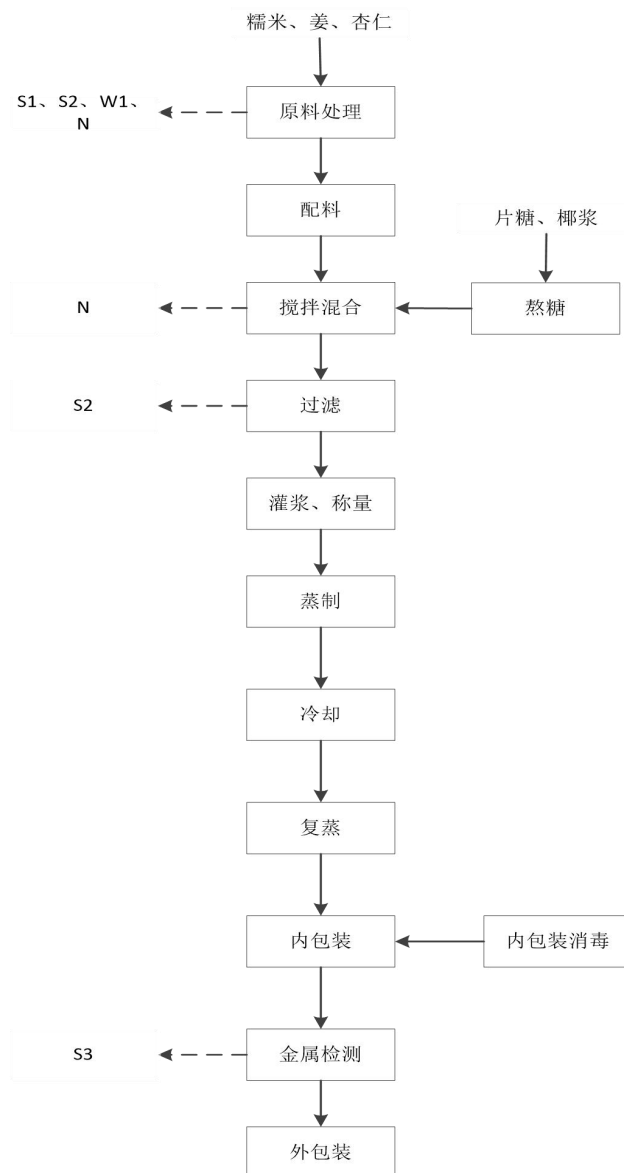 糯米、姜、杏仁
S1、S2、W1、
N
原料处理
配料
片糖、椰浆
N
搅拌混合
熬糖
S2
过滤
灌浆、称量
蒸制
冷却
复蒸
内包装
内包装消毒
S3
金属检测
外包装